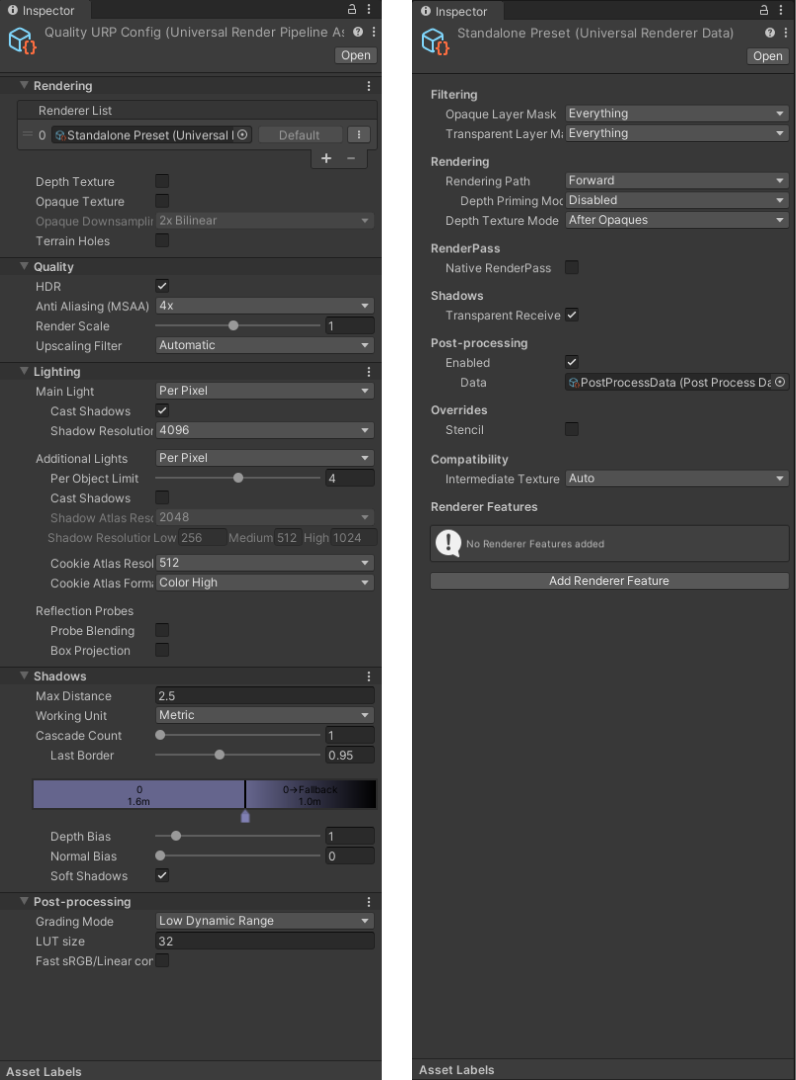 Inspector
Quality URP Config (Universal Render Pipeline As
Open
Rendering
Renderer List
0 Standalone Preset (Universal Default
Depth Texture
Opaque Texture
Opaque Downsamplin 2x Bilinear
Terrain Holes
Quality
HDR
Anti Aliasing (MSAA) 4x
Render Scale 1
Upscaling Filter Automatic
Lighting
Main Light Per Pixel
Cast Shadows
Shadow Resolution 4096
Additional Lights Per Pixel
Per Object Limit 4
Cast Shadows
Shadow Atlas Reso 2048
Shadow Resolution Low 256 Medium 512 High 1024
Cookie Atlas Resol 512
Cookie Atlas Forma Color High
Reflection Probes
Probe Blending
Box Projection
Shadows
Max Distance 2.5
Working Unit Metric
Cascade Count 1
Last Border 0.95
0 0→Fallback
1.6m 1.0m
Depth Bias 1
Normal Bias 0
Soft Shadows
Post-processing
Grading Mode Low Dynamic Range
LUT size 32
Fast sRGB/Linear con
Asset Labels
Inspector
Standalone Preset (Universal Renderer Data)
Open
Filtering
Opaque Layer Mask Everything
Transparent Layer Ma Everything
Rendering
Rendering Path Forward
Depth Priming Mod Disabled
Depth Texture Mode After Opaques
RenderPass
Native RenderPass
Shadows
Transparent Receive
Post-processing
Enabled
Data PostProcessData (Post Process Da
Overrides
Stencil
Compatibility
Intermediate Texture Auto
Renderer Features
No Renderer Features added
Add Renderer Feature
Asset Labels